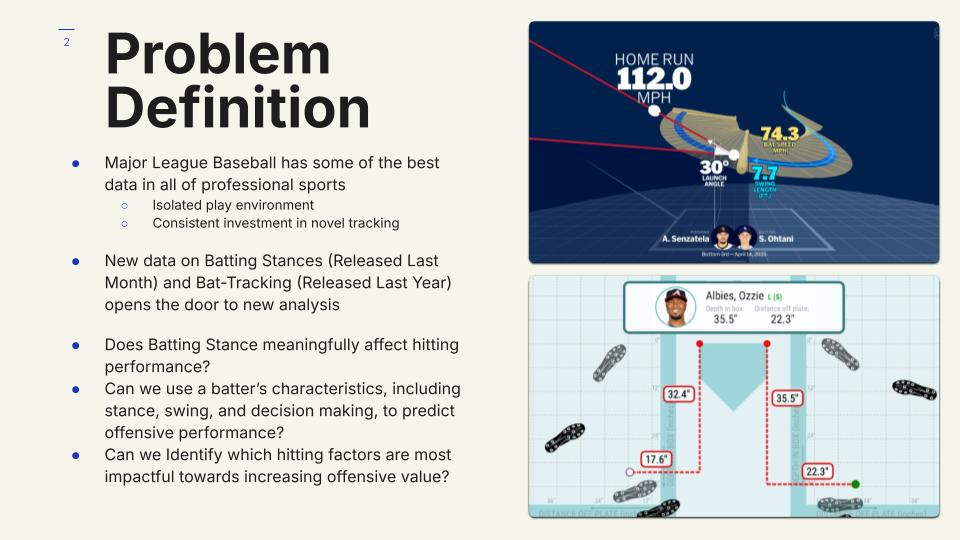 2
Problem
Definition
● Major League Baseball has some of the best
data in all of professional sports
○ Isolated play environment
○ Consistent investment in novel tracking
● New data on Batting Stances (Released Last
Month) and Bat-Tracking (Released Last Year)
opens the door to new analysis
● Does Batting Stance meaningfully affect hitting
performance?
● Can we use a batter’s characteristics, including
stance, swing, and decision making, to predict
offensive performance?
● Can we Identify which hitting factors are most
impactful towards increasing offensive value?
HOME RUN
112.0
MPH
74.3
BAT SPEED
(MPH)
30°
LAUNCH
ANGLE
7.7
SWING
LENGTH
(FT.)
PITCHING
A. Senzatela
S. Ohtani
Bottom 3rd – April 14, 2025
Albies, Ozzie L (S)
Depth in box: Distance off plate:
35.5" 22.3"
32.4"
35.5"
17.6"
22.3"
DEPTH IN BOX (inches)
DISTANCE OFF PLATE (inches)
DISTANCE OFF PLATE (inches)